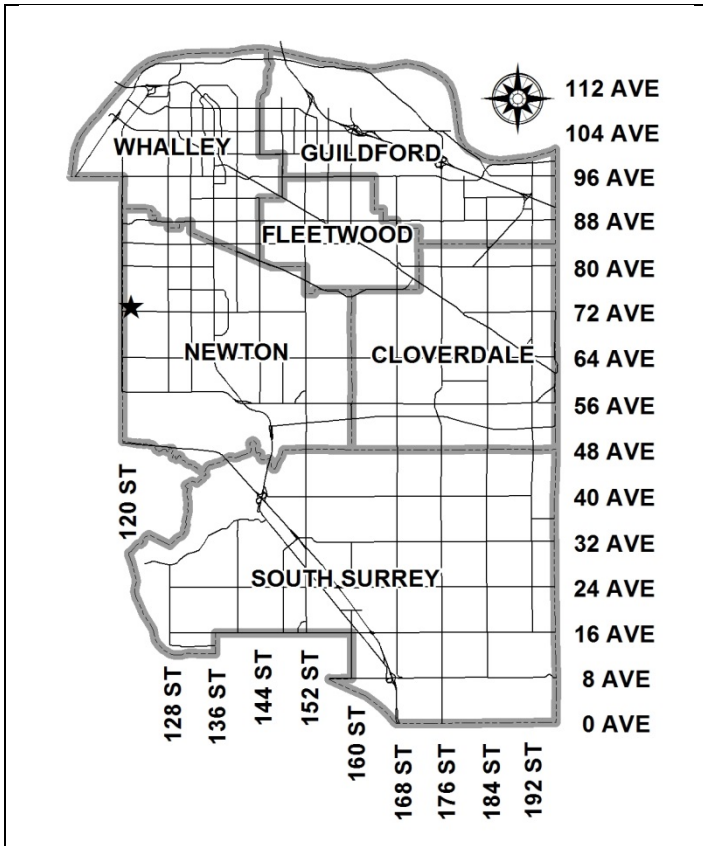 112 AVE
104 AVE
WHALLEY
GUILDFORD
96 AVE
88 AVE
FLEETWOOD
80 AVE
72 AVE
NEWTON
CLOVERDALE
64 AVE
56 AVE
48 AVE
120 ST
40 AVE
32 AVE
SOUTH SURREY
24 AVE
16 AVE
128 ST
136 ST
144 ST
152 ST
160 ST
168 ST
176 ST
184 ST
192 ST
8 AVE
0 AVE